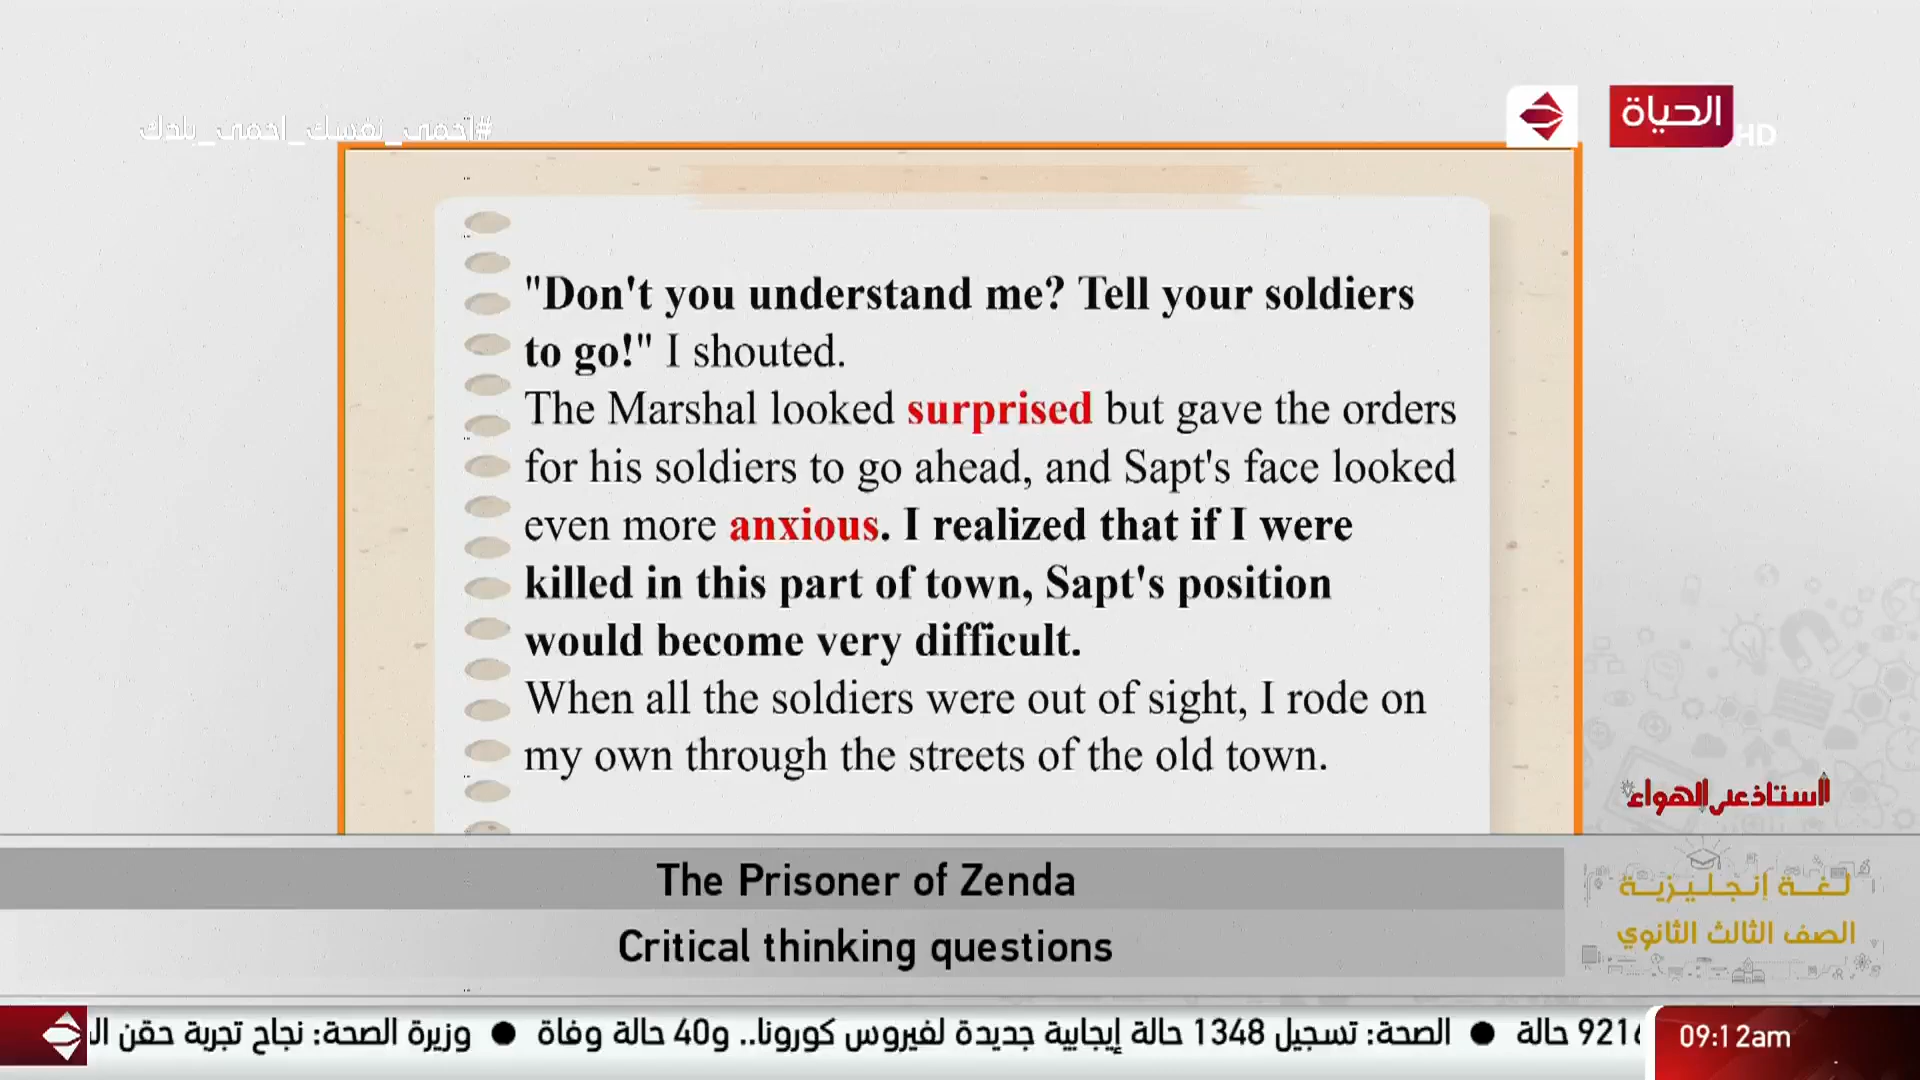 #احمي_نفسك_احمي_بلدك
الحياة
HD
"Don't you understand me? Tell your soldiers
to go!" I shouted.
The Marshal looked surprised but gave the orders
for his soldiers to go ahead, and Sapt's face looked
even more anxious. I realized that if I were
killed in this part of town, Sapt's position
would become very difficult.
When all the soldiers were out of sight, I rode on
my own through the streets of the old town.
أستاذ على الهواء
The Prisoner of Zenda
Critical thinking questions
لغة إنجليزية
الصف الثالث الثانوي
حالة ● الصحة: تسجيل 1348 حالة إيجابية جديدة لفيروس كورونا.. و40 حالة وفاة ● وزيرة الصحة: نجاح تجربة حقن
09:12am